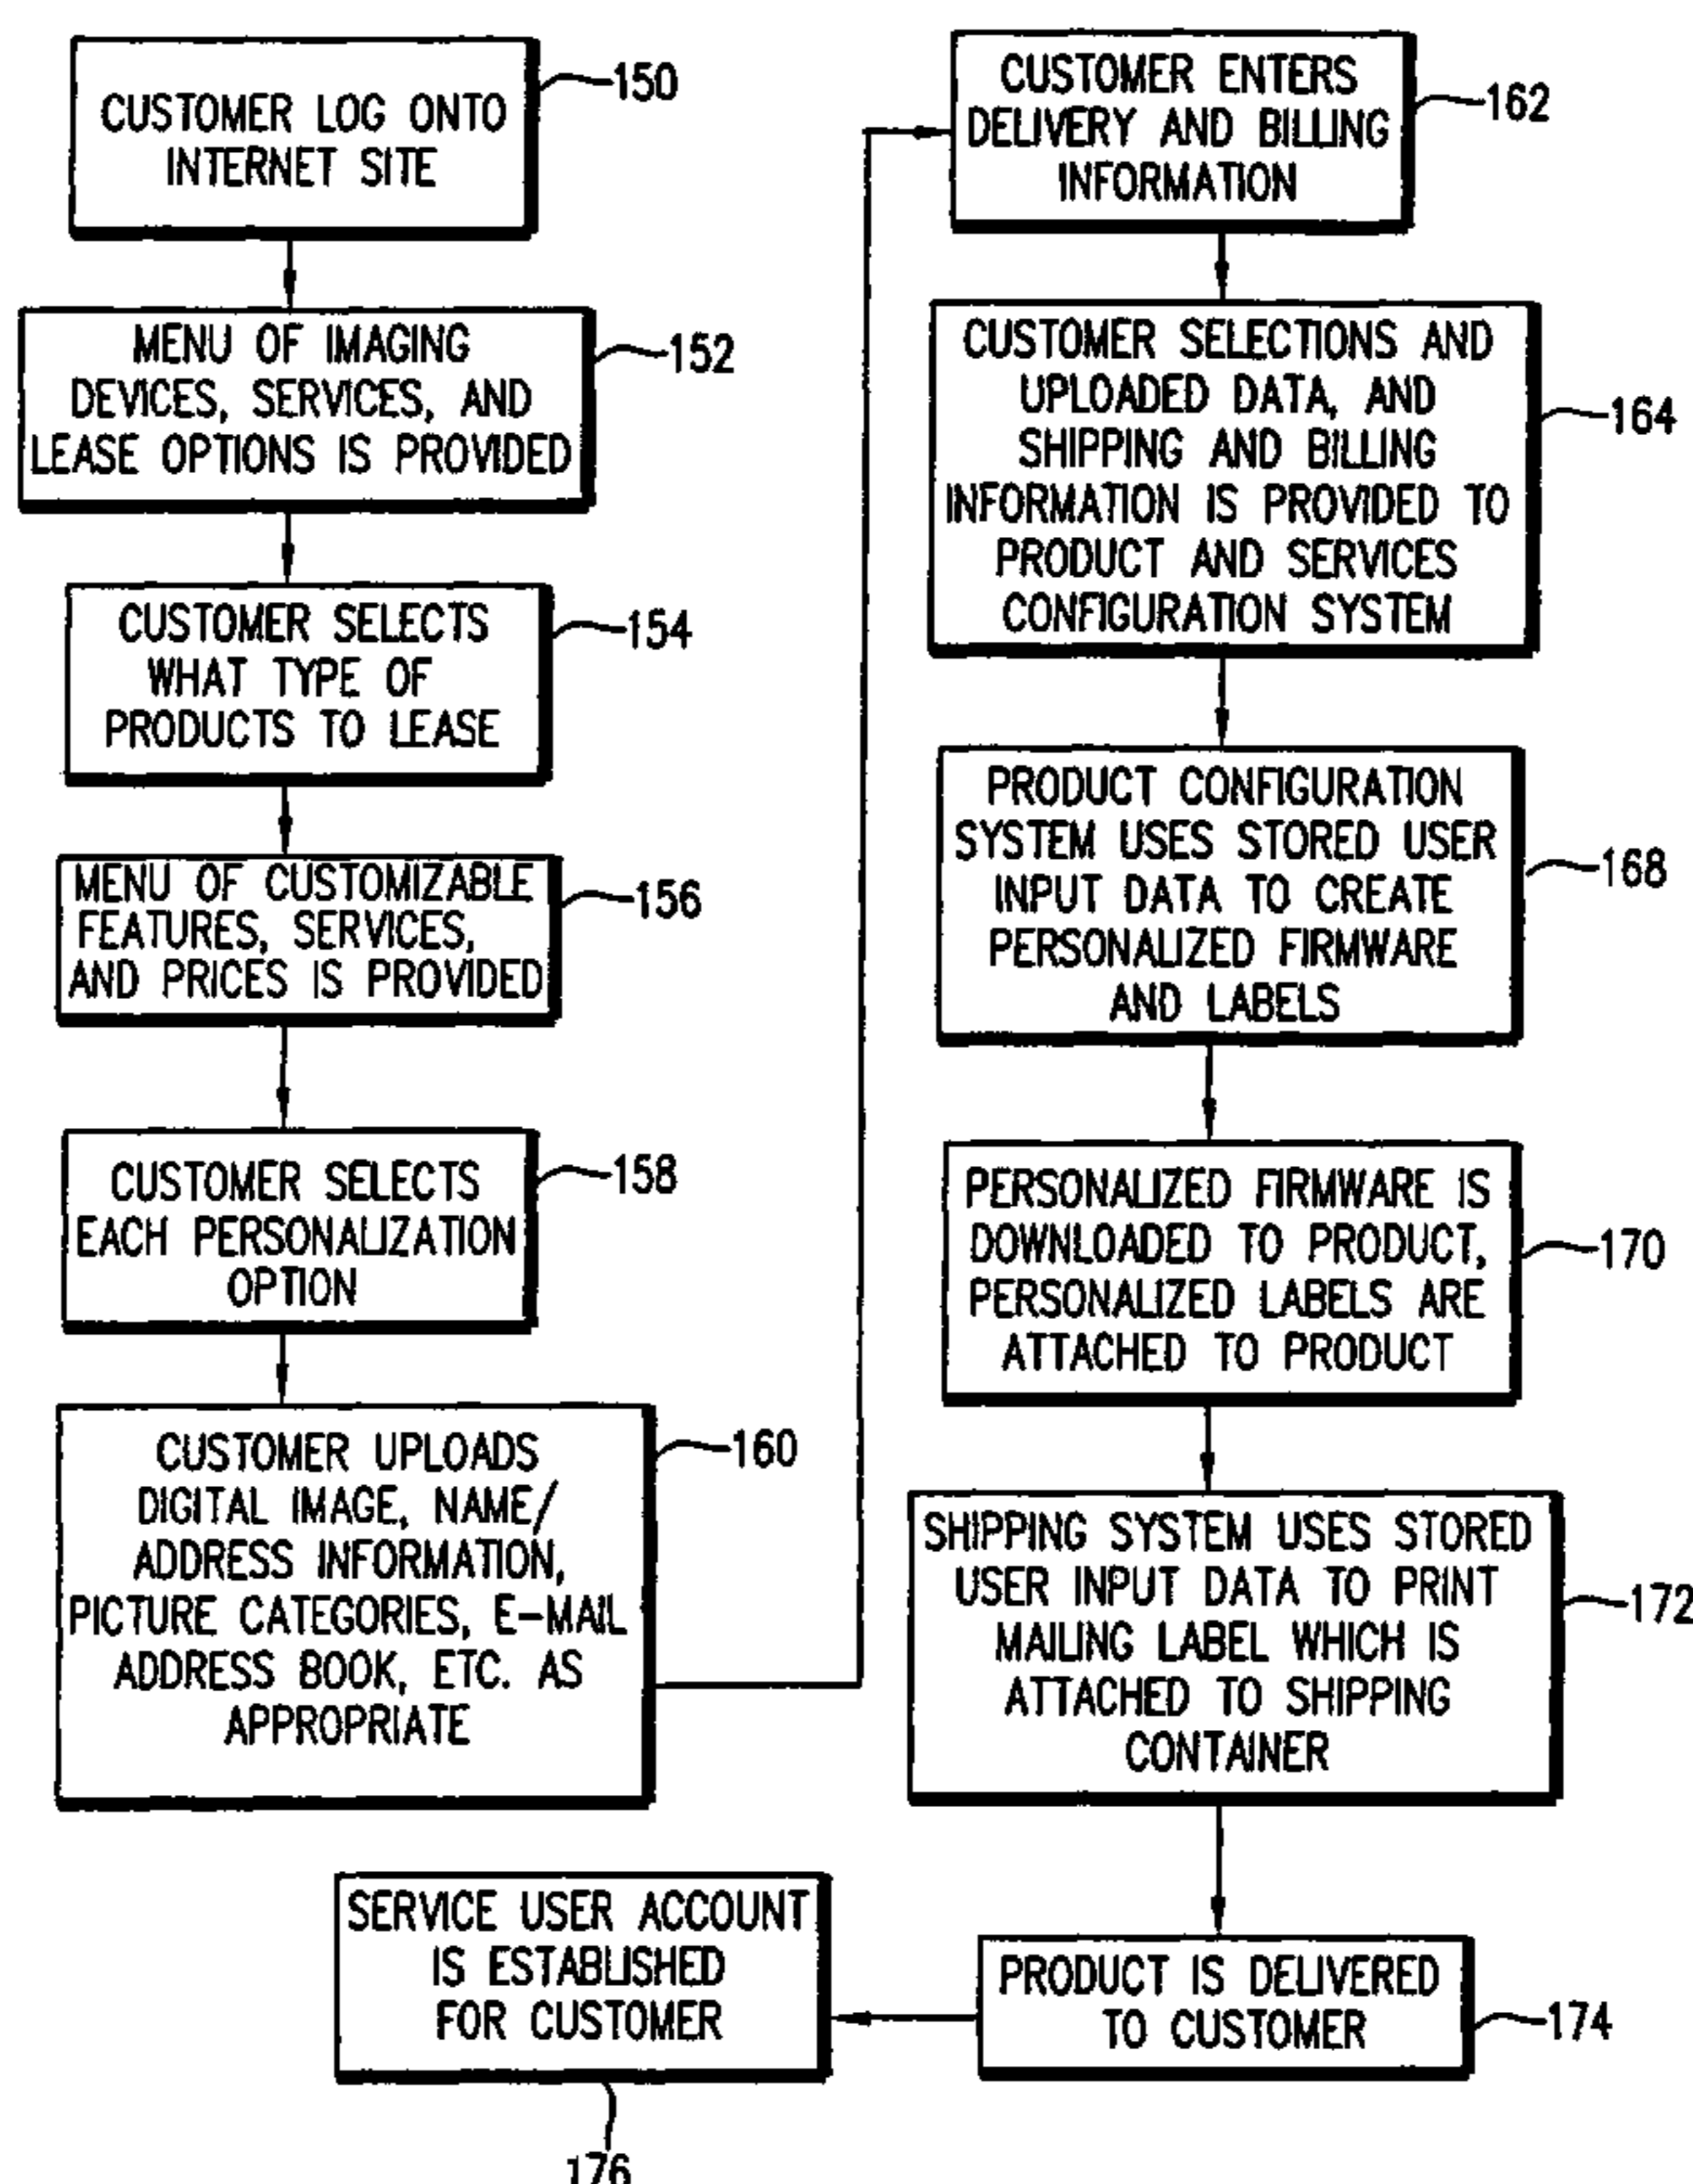 CUSTOMER LOG ONTO
INTERNET SITE
150
MENU OF IMAGING
DEVICES, SERVICES, AND
LEASE OPTIONS IS PROVIDED
152
CUSTOMER SELECTS
WHAT TYPE OF
PRODUCTS TO LEASE
154
MENU OF CUSTOMIZABLE
FEATURES, SERVICES,
AND PRICES IS PROVIDED
156
CUSTOMER SELECTS
EACH PERSONALIZATION
OPTION
158
CUSTOMER UPLOADS
DIGITAL IMAGE, NAME/
ADDRESS INFORMATION,
PICTURE CATEGORIES, E-MAIL
ADDRESS BOOK, ETC. AS
APPROPRIATE
160
CUSTOMER ENTERS
DELIVERY AND BILLING
INFORMATION
162
CUSTOMER SELECTIONS AND
UPLOADED DATA, AND
SHIPPING AND BILLING
INFORMATION IS PROVIDED TO
PRODUCT AND SERVICES
CONFIGURATION SYSTEM
164
PRODUCT CONFIGURATION
SYSTEM USES STORED USER
INPUT DATA TO CREATE
PERSONALIZED FIRMWARE
AND LABELS
168
PERSONALIZED FIRMWARE IS
DOWNLOADED TO PRODUCT,
PERSONALIZED LABELS ARE
ATTACHED TO PRODUCT
170
SHIPPING SYSTEM USES STORED
USER INPUT DATA TO PRINT
MAILING LABEL WHICH IS
ATTACHED TO SHIPPING
CONTAINER
172
PRODUCT IS DELIVERED
TO CUSTOMER
174
SERVICE USER ACCOUNT
IS ESTABLISHED
FOR CUSTOMER
176